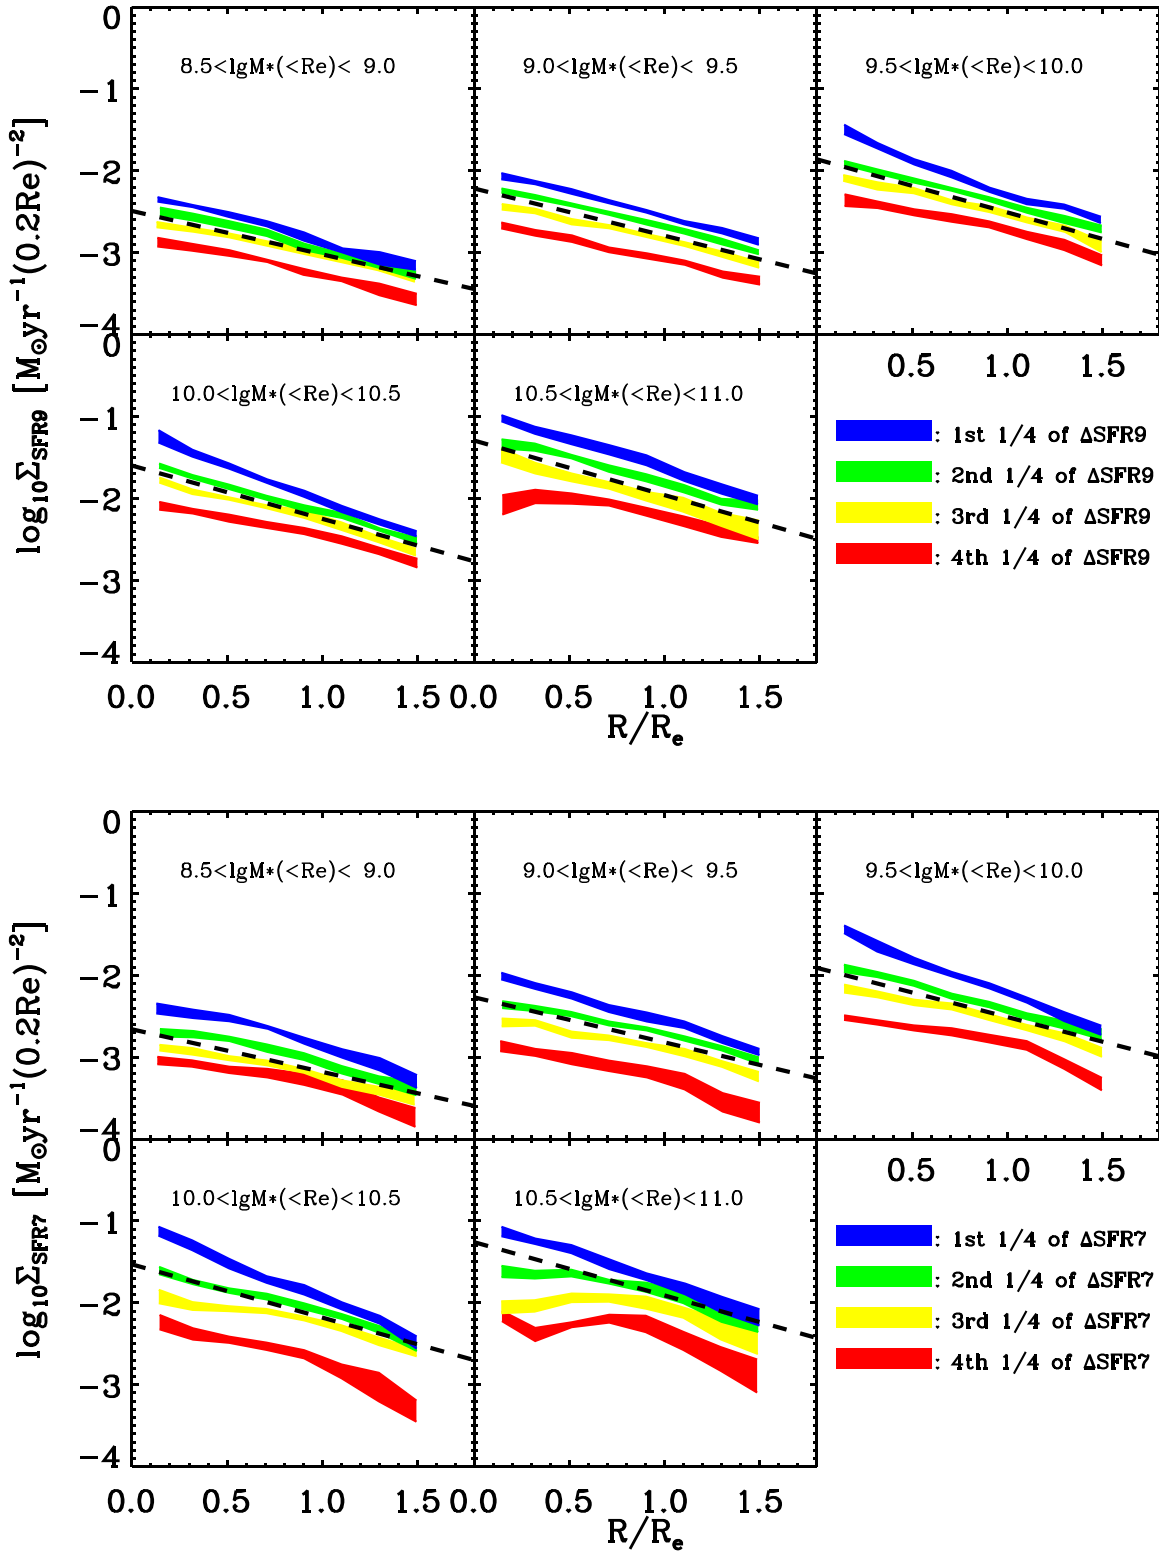 0
-1
-2
-3
-4
8.5<lgM*(<Re)< 9.0
9.0<lgM*(<Re)< 9.5
9.5<lgM*(<Re)<10.0
0.5 1.0 1.5
log₁₀Σ_SFR9 [M⊙yr⁻¹(0.2Re)⁻²]
0
-1
-2
-3
-4
10.0<lgM*(<Re)<10.5
10.5<lgM*(<Re)<11.0
: 1st 1/4 of ΔSFR9
: 2nd 1/4 of ΔSFR9
: 3rd 1/4 of ΔSFR9
: 4th 1/4 of ΔSFR9
0.0 0.5 1.0 1.5 0.0 0.5 1.0 1.5
R/Rₑ
0
-1
-2
-3
-4
8.5<lgM*(<Re)< 9.0
9.0<lgM*(<Re)< 9.5
9.5<lgM*(<Re)<10.0
0.5 1.0 1.5
log₁₀Σ_SFR7 [M⊙yr⁻¹(0.2Re)⁻²]
0
-1
-2
-3
-4
10.0<lgM*(<Re)<10.5
10.5<lgM*(<Re)<11.0
: 1st 1/4 of ΔSFR7
: 2nd 1/4 of ΔSFR7
: 3rd 1/4 of ΔSFR7
: 4th 1/4 of ΔSFR7
0.0 0.5 1.0 1.5 0.0 0.5 1.0 1.5
R/Rₑ